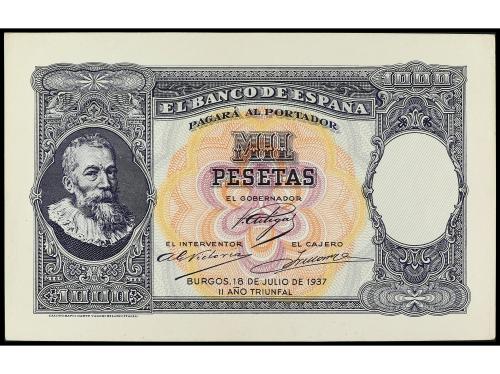 1000
EL BANCO DE ESPAÑA
PAGARÁ AL PORTADOR
MIL
PESETAS
EL GOBERNADOR
EL INTERVENTOR
EL CAJERO
BURGOS, 18 DE JULIO DE 1937
II AÑO TRIUNFAL
MIL
1000